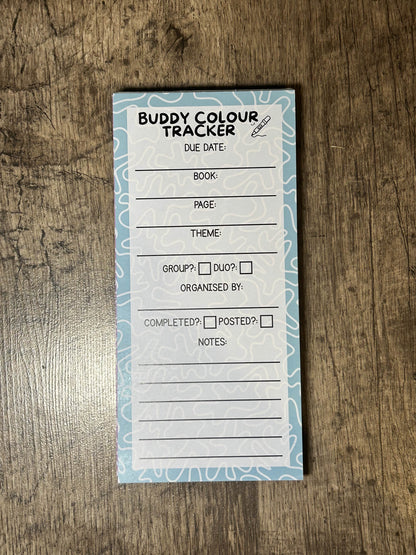 BUDDY COLOUR
TRACKER
DUE DATE:
BOOK:
PAGE:
THEME:
GROUP?: DUO?:
ORGANISED BY:
COMPLETED?: POSTED?:
NOTES: